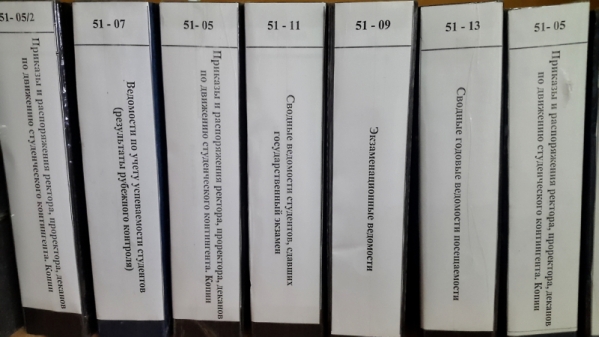 51 - 05/2
Приказы и распоряжения ректора, проректора, деканов
по движению студенческого контингента. Копии
51 - 07
Ведомости по учету успеваемости студентов
(результаты рубежного контроля)
51 - 05
Приказы и распоряжения ректора, проректора, деканов
по движению студенческого контингента. Копии
51 - 11
Сводные ведомости студентов, сдавших
государственный экзамен
51 - 09
Экзаменационные ведомости
51 - 13
Сводные годовые ведомости посещаемости
51 - 05
Приказы и распоряжения ректора, проректора, деканов
по движению студенческого контингента. Копии